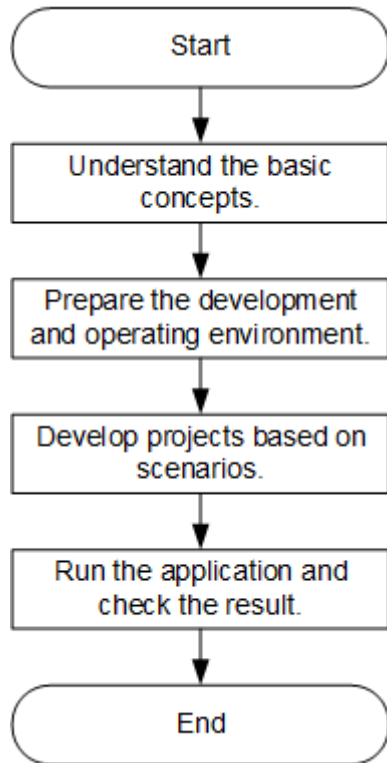 Start
Understand the basic
concepts.
Prepare the development
and operating environment.
Develop projects based on
scenarios.
Run the application and
check the result.
End